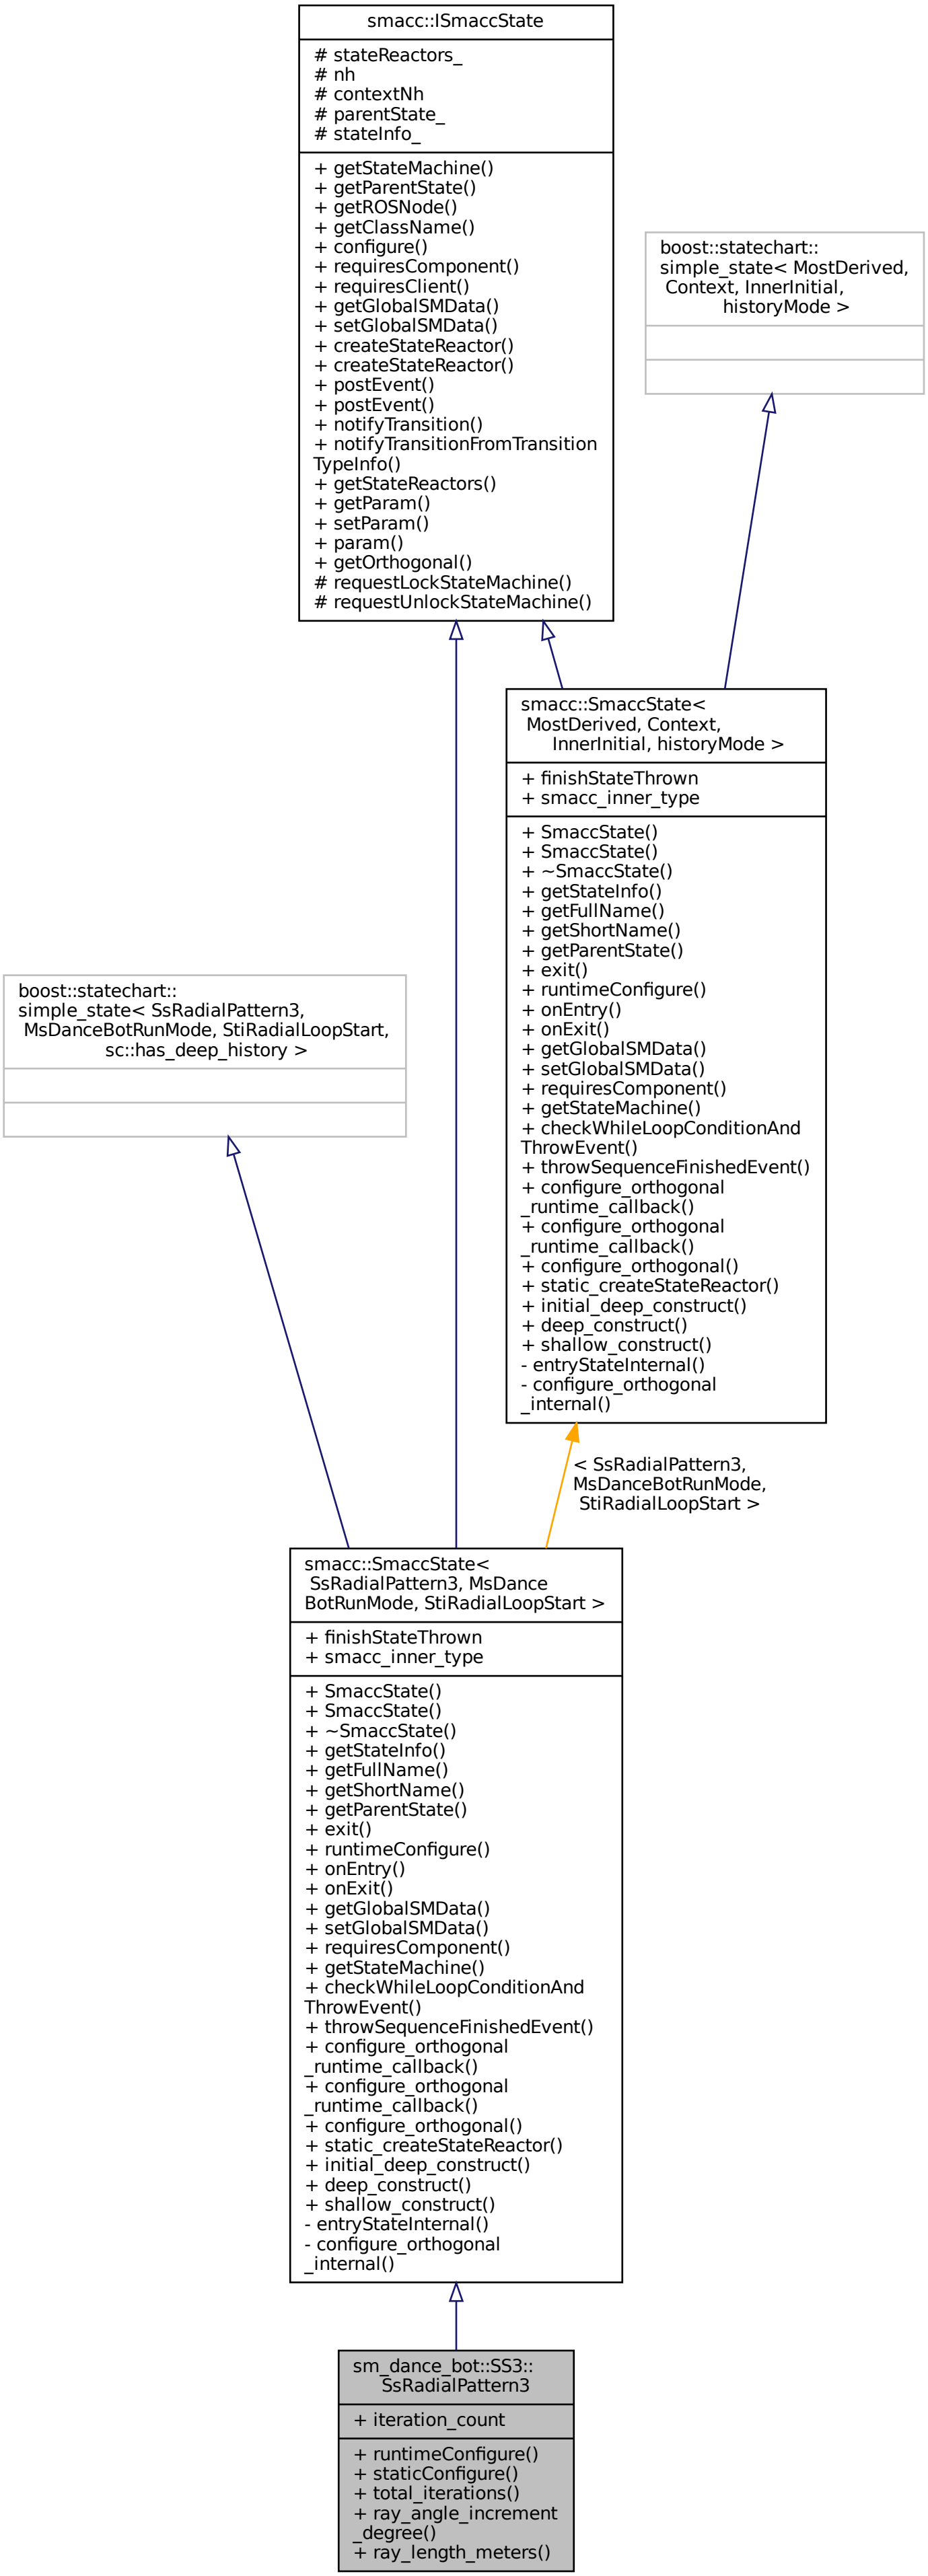 smacc::ISmaccState
# stateReactors_
# nh
# contextNh
# parentState_
# stateInfo_
+ getStateMachine()
+ getParentState()
+ getROSNode()
+ getClassName()
+ configure()
+ requiresComponent()
+ requiresClient()
+ getGlobalSMData()
+ setGlobalSMData()
+ createStateReactor()
+ createStateReactor()
+ postEvent()
+ postEvent()
+ notifyTransition()
+ notifyTransitionFromTransition
TypeInfo()
+ getStateReactors()
+ getParam()
+ setParam()
+ param()
+ getOrthogonal()
# requestLockStateMachine()
# requestUnlockStateMachine()
boost::statechart::
simple_state< MostDerived,
Context, InnerInitial,
historyMode >
smacc::SmaccState<
MostDerived, Context,
InnerInitial, historyMode >
+ finishStateThrown
+ smacc_inner_type
+ SmaccState()
+ SmaccState()
+ ~SmaccState()
+ getStateInfo()
+ getFullName()
+ getShortName()
+ getParentState()
+ exit()
+ runtimeConfigure()
+ onEntry()
+ onExit()
+ getGlobalSMData()
+ setGlobalSMData()
+ requiresComponent()
+ getStateMachine()
+ checkWhileLoopConditionAnd
ThrowEvent()
+ throwSequenceFinishedEvent()
+ configure_orthogonal
_runtime_callback()
+ configure_orthogonal
_runtime_callback()
+ configure_orthogonal()
+ static_createStateReactor()
+ initial_deep_construct()
+ deep_construct()
+ shallow_construct()
- entryStateInternal()
- configure_orthogonal
_internal()
boost::statechart::
simple_state< SsRadialPattern3,
MsDanceBotRunMode, StiRadialLoopStart,
sc::has_deep_history >
< SsRadialPattern3,
MsDanceBotRunMode,
StiRadialLoopStart >
smacc::SmaccState<
SsRadialPattern3, MsDance
BotRunMode, StiRadialLoopStart >
+ finishStateThrown
+ smacc_inner_type
+ SmaccState()
+ SmaccState()
+ ~SmaccState()
+ getStateInfo()
+ getFullName()
+ getShortName()
+ getParentState()
+ exit()
+ runtimeConfigure()
+ onEntry()
+ onExit()
+ getGlobalSMData()
+ setGlobalSMData()
+ requiresComponent()
+ getStateMachine()
+ checkWhileLoopConditionAnd
ThrowEvent()
+ throwSequenceFinishedEvent()
+ configure_orthogonal
_runtime_callback()
+ configure_orthogonal
_runtime_callback()
+ configure_orthogonal()
+ static_createStateReactor()
+ initial_deep_construct()
+ deep_construct()
+ shallow_construct()
- entryStateInternal()
- configure_orthogonal
_internal()
sm_dance_bot::SS3::
SsRadialPattern3
+ iteration_count
+ runtimeConfigure()
+ staticConfigure()
+ total_iterations()
+ ray_angle_increment
_degree()
+ ray_length_meters()